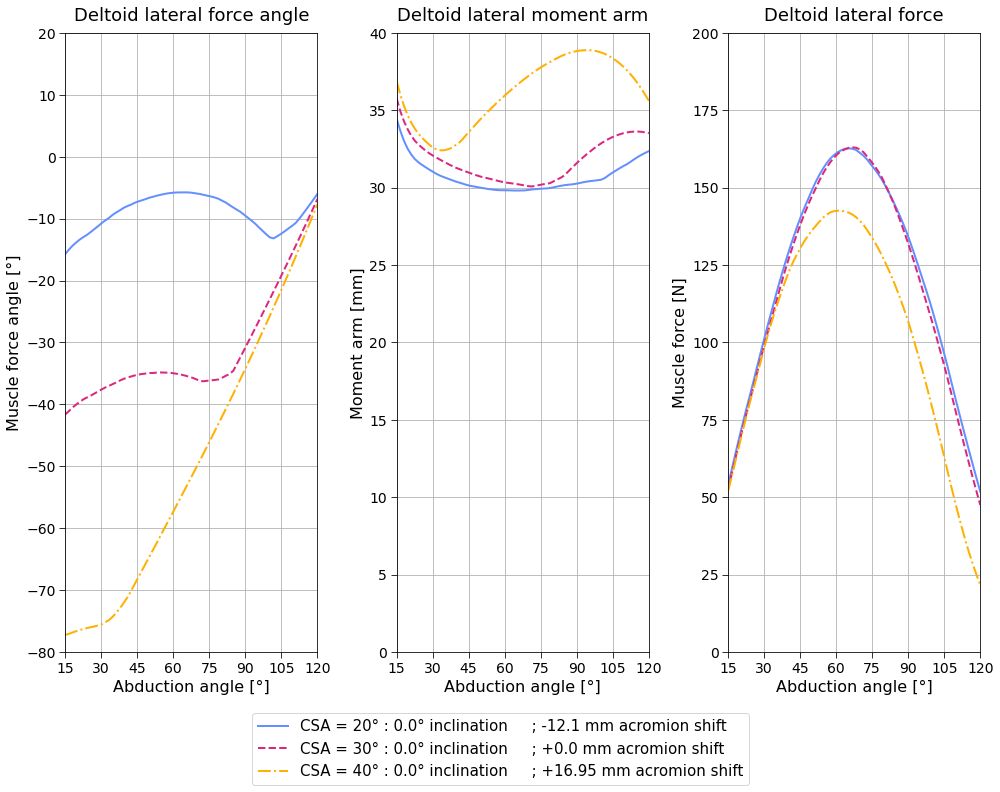 Deltoid lateral force angle
Deltoid lateral moment arm
Deltoid lateral force
20
10
0
−10
−20
−30
−40
−50
−60
−70
−80
Muscle force angle [°]
15 30 45 60 75 90 105 120
Abduction angle [°]
40
35
30
25
20
15
10
5
0
Moment arm [mm]
15 30 45 60 75 90 105 120
Abduction angle [°]
200
175
150
125
100
75
50
25
0
Muscle force [N]
15 30 45 60 75 90 105 120
Abduction angle [°]
CSA = 20° : 0.0° inclination ; -12.1 mm acromion shift
CSA = 30° : 0.0° inclination ; +0.0 mm acromion shift
CSA = 40° : 0.0° inclination ; +16.95 mm acromion shift